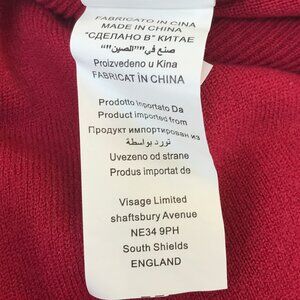 FABRICATO IN CINA
MADE IN CHINA
"СДЕЛАНО В" КИТАЕ
صنع في""الصين""
Proizvedeno u Kina
FABRICAT İN CHINA
Prodotto inportato Da
Product imported from
Продукт импортирован из
تورد بواسطة
Uvezeno od strane
Produs importat de
Visage Limited
shaftsbury Avenue
NE34 9PH
South Shields
ENGLAND